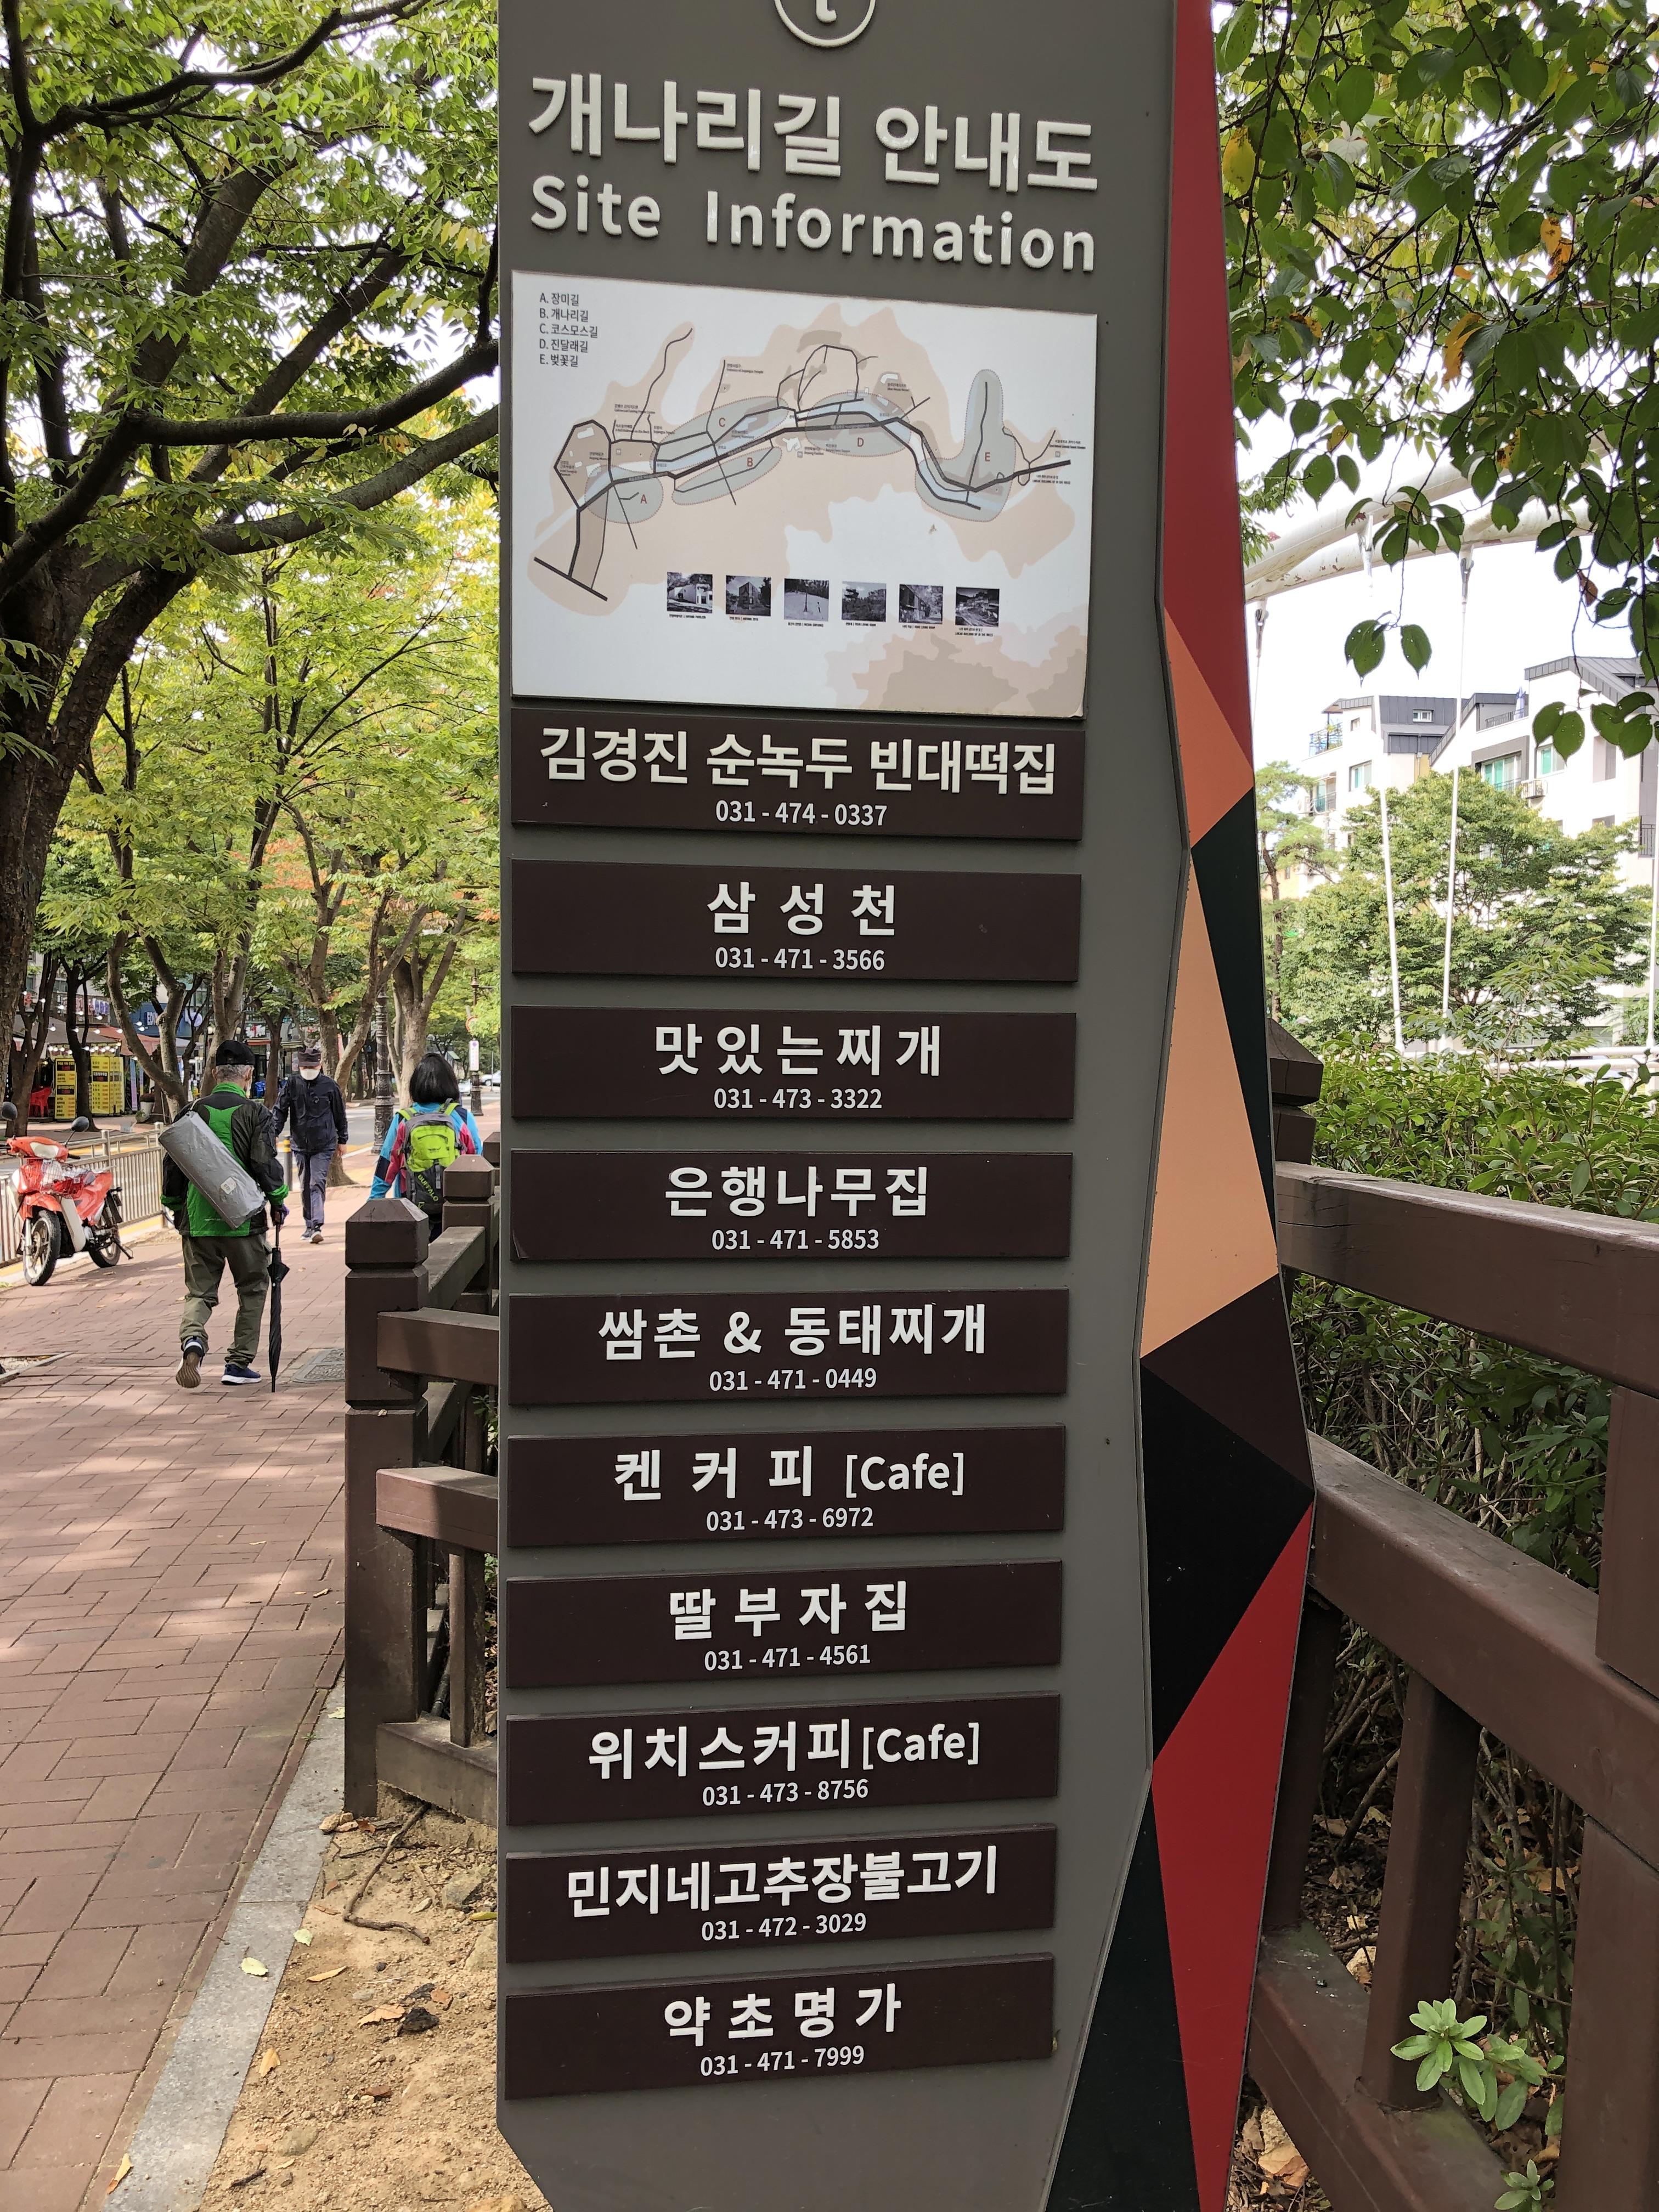 개나리길 안내도
Site Information
A. 장미길
B. 개나리길
C. 코스모스길
D. 진달래길
E. 벚꽃길
C
D
B
E
A
김경진 순녹두 빈대떡집
031 - 474 - 0337
삼 성 천
031 - 471 - 3566
맛있는찌개
031 - 473 - 3322
은행나무집
031 - 471 - 5853
쌈촌 & 동태찌개
031 - 471 - 0449
켄 커 피 [Cafe]
031 - 473 - 6972
딸부자집
031 - 471 - 4561
위치스커피[Cafe]
031 - 473 - 8756
민지네고추장불고기
031 - 472 - 3029
약초명가
031 - 471 - 7999